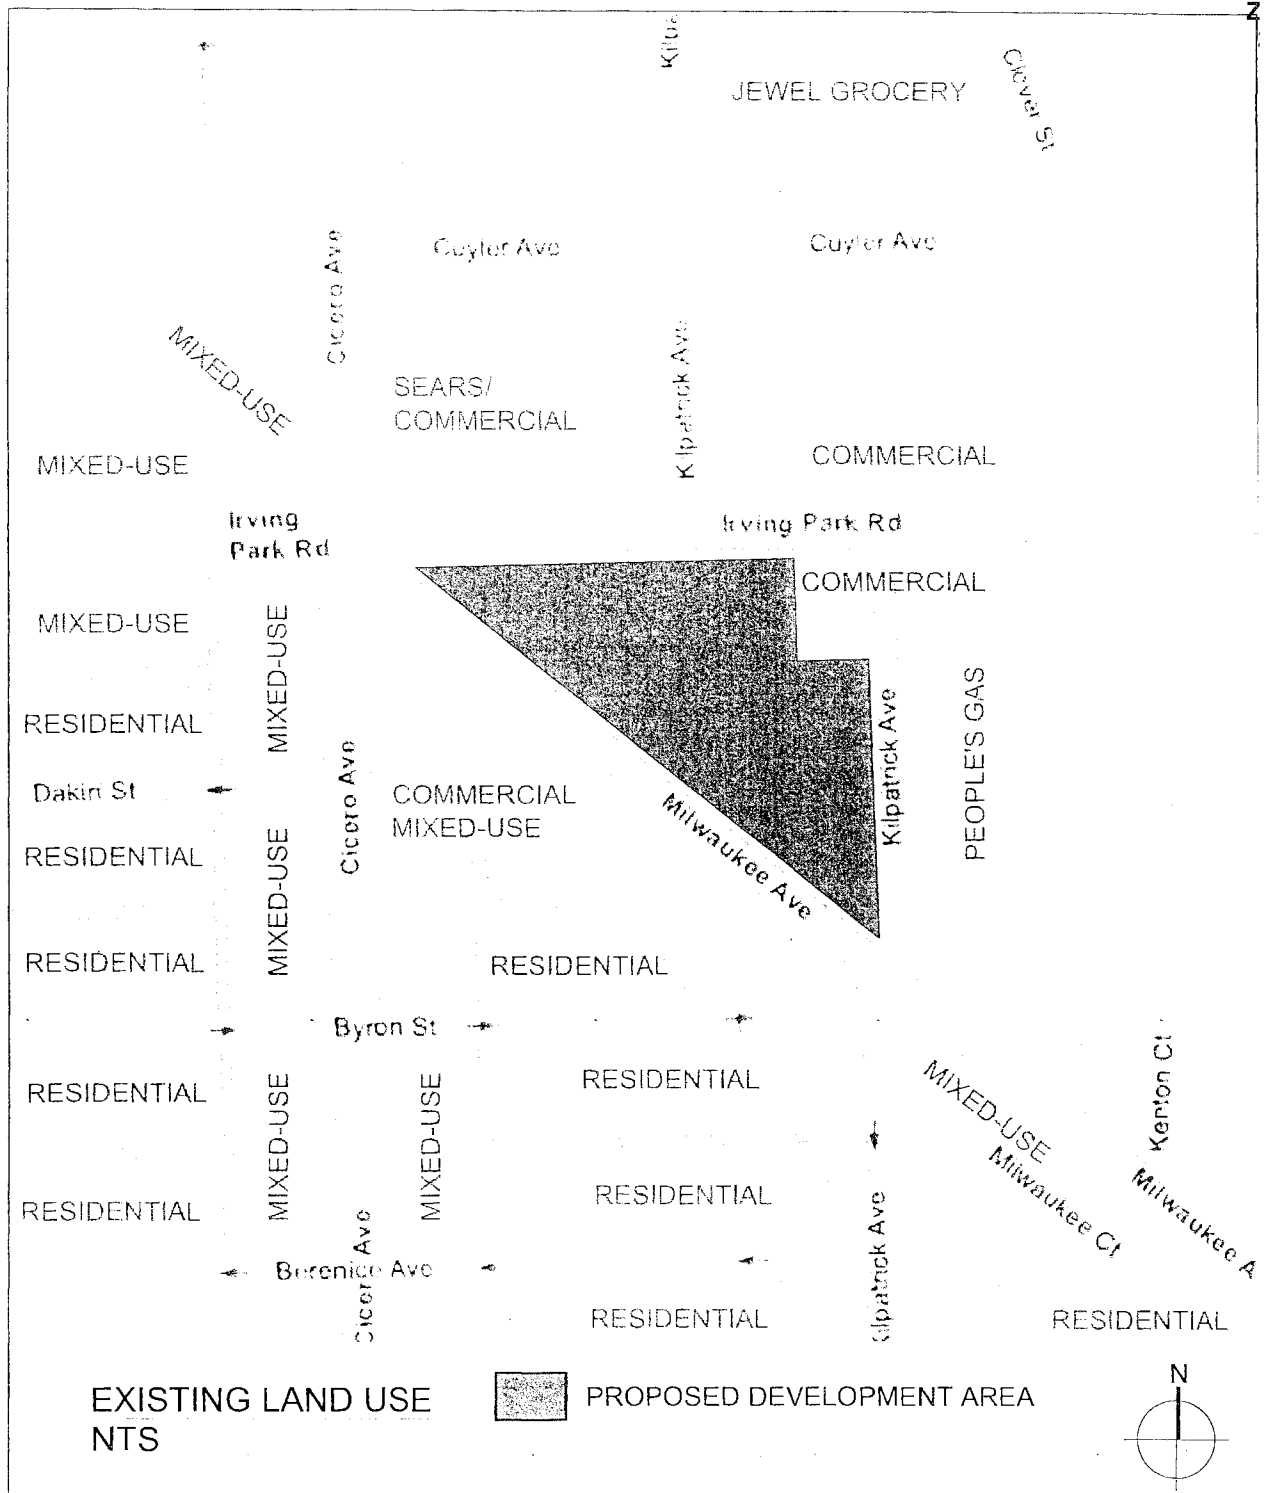 Z
JEWEL GROCERY
Clover St
Cicero Ave
Cuyler Ave
Cuyler Ave
MIXED-USE
SEARS/
COMMERCIAL
Kilpatrick Ave
MIXED-USE
COMMERCIAL
Irving
Park Rd
Irving Park Rd
COMMERCIAL
MIXED-USE
MIXED-USE
RESIDENTIAL
Kilpatrick Ave
PEOPLE'S GAS
Dakin St
Cicero Ave
COMMERCIAL
MIXED-USE
Milwaukee Ave
RESIDENTIAL
MIXED-USE
RESIDENTIAL
RESIDENTIAL
Byron St
RESIDENTIAL
MIXED-USE
MIXED-USE
RESIDENTIAL
MIXED-USE
Kenton Ct
Milwaukee Ct
Milwaukee A
RESIDENTIAL
RESIDENTIAL
Kilpatrick Ave
Berenice Ave
Cicero Ave
RESIDENTIAL
RESIDENTIAL
EXISTING LAND USE
NTS
PROPOSED DEVELOPMENT AREA
N